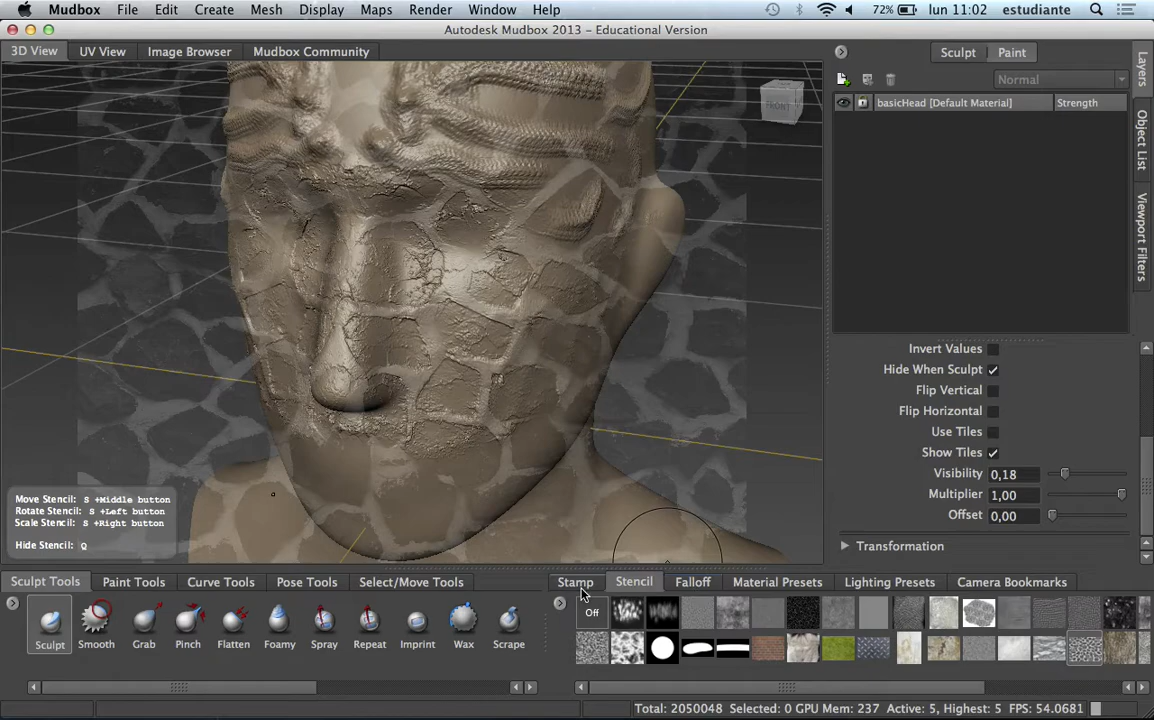 Mudbox File Edit Create Mesh Display Maps Render Window Help 72% lun 11:02 estudiante
Autodesk Mudbox 2013 - Educational Version
3D View UV View Image Browser Mudbox Community
Sculpt Paint
Normal
basicHead [Default Material] Strength
FRONT
Layers
Object List
Viewport Filters
Invert Values
Hide When Sculpt
Flip Vertical
Flip Horizontal
Use Tiles
Show Tiles
Visibility 0,18
Multiplier 1,00
Offset 0,00
Transformation
Move Stencil: S +Middle button
Rotate Stencil: S +Left button
Scale Stencil: S +Right button
Hide Stencil: Q
Sculpt Tools Paint Tools Curve Tools Pose Tools Select/Move Tools
Stamp Stencil Falloff Material Presets Lighting Presets Camera Bookmarks
Off
Sculpt Smooth Grab Pinch Flatten Foamy Spray Repeat Imprint Wax Scrape
Total: 2050048 Selected: 0 GPU Mem: 237 Active: 5, Highest: 5 FPS: 54.0681